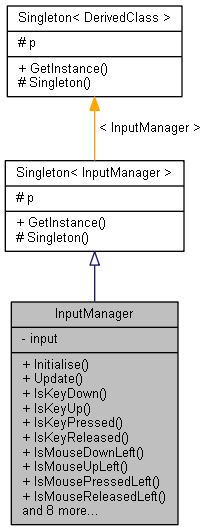 Singleton< DerivedClass >
# p
+ GetInstance()
# Singleton()
< InputManager >
Singleton< InputManager >
# p
+ GetInstance()
# Singleton()
InputManager
- input
+ Initialise()
+ Update()
+ IsKeyDown()
+ IsKeyUp()
+ IsKeyPressed()
+ IsKeyReleased()
+ IsMouseDownLeft()
+ IsMouseUpLeft()
+ IsMousePressedLeft()
+ IsMouseReleasedLeft()
and 8 more...